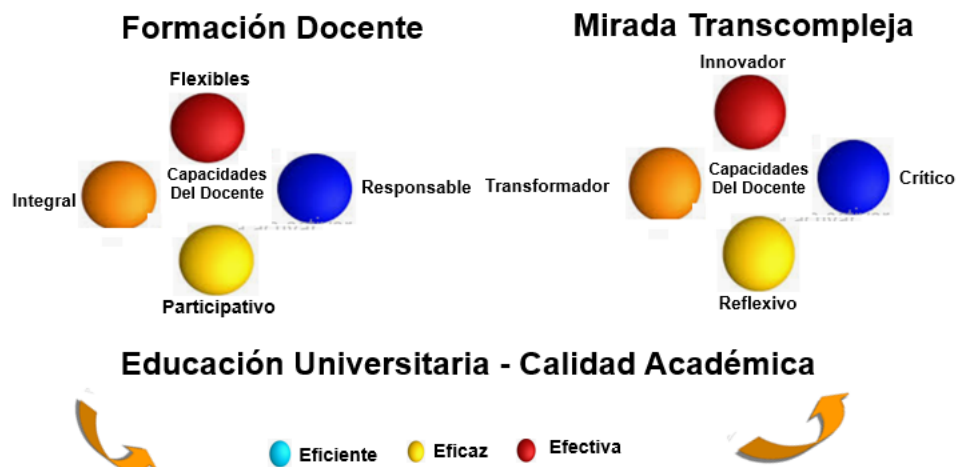 Formación Docente
Mirada Transcompleja
Flexibles
Innovador
Capacidades
Del Docente
Integral
Responsable
Participativo
Capacidades
Del Docente
Transformador
Crítico
Reflexivo
Educación Universitaria - Calidad Académica
Eficiente
Eficaz
Efectiva